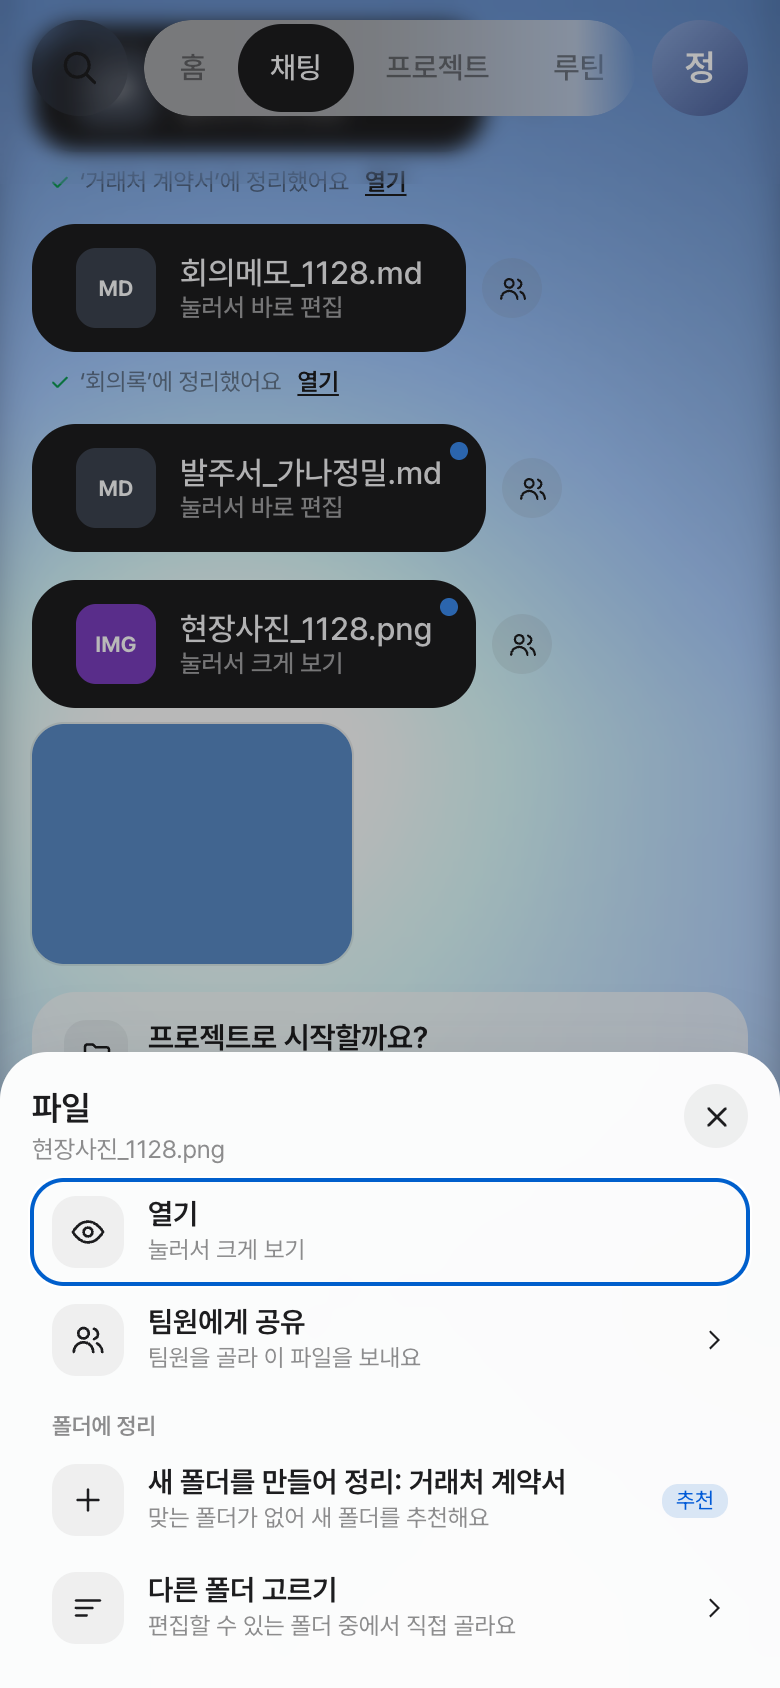 홈
채팅
프로젝트
루틴
정
‘거래처 계약서’에 정리했어요 열기
MD
회의메모_1128.md
눌러서 바로 편집
‘회의록’에 정리했어요 열기
MD
발주서_가나정밀.md
눌러서 바로 편집
IMG
현장사진_1128.png
눌러서 크게 보기
프로젝트로 시작할까요?
파일
현장사진_1128.png
열기
눌러서 크게 보기
팀원에게 공유
팀원을 골라 이 파일을 보내요
폴더에 정리
새 폴더를 만들어 정리: 거래처 계약서
맞는 폴더가 없어 새 폴더를 추천해요
추천
다른 폴더 고르기
편집할 수 있는 폴더 중에서 직접 골라요